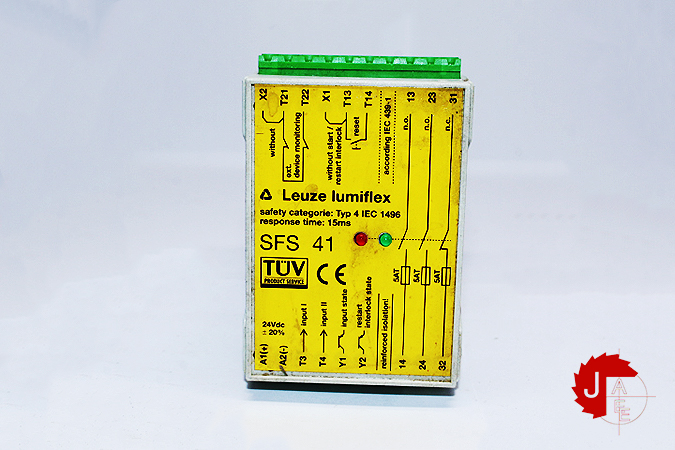 X2 T21 T22 X1 T13 T14 13 23 31
without
ext.
device monitoring
without start /
restart interlock
reset
according IEC 439-1
n.o. n.o. n.c.
Leuze lumiflex
safety categorie: Typ 4 IEC 1496
response time: 15ms
SFS 41
TÜV
PRODUCT SERVICE
CE
5AT 5AT 5AT
24Vdc
± 20%
input I
input II
input state
restart
interlock state
reinforced isolation!
A1(+) A2(-) T3 T4 Y1 Y2 14 24 32
J
A
E
E